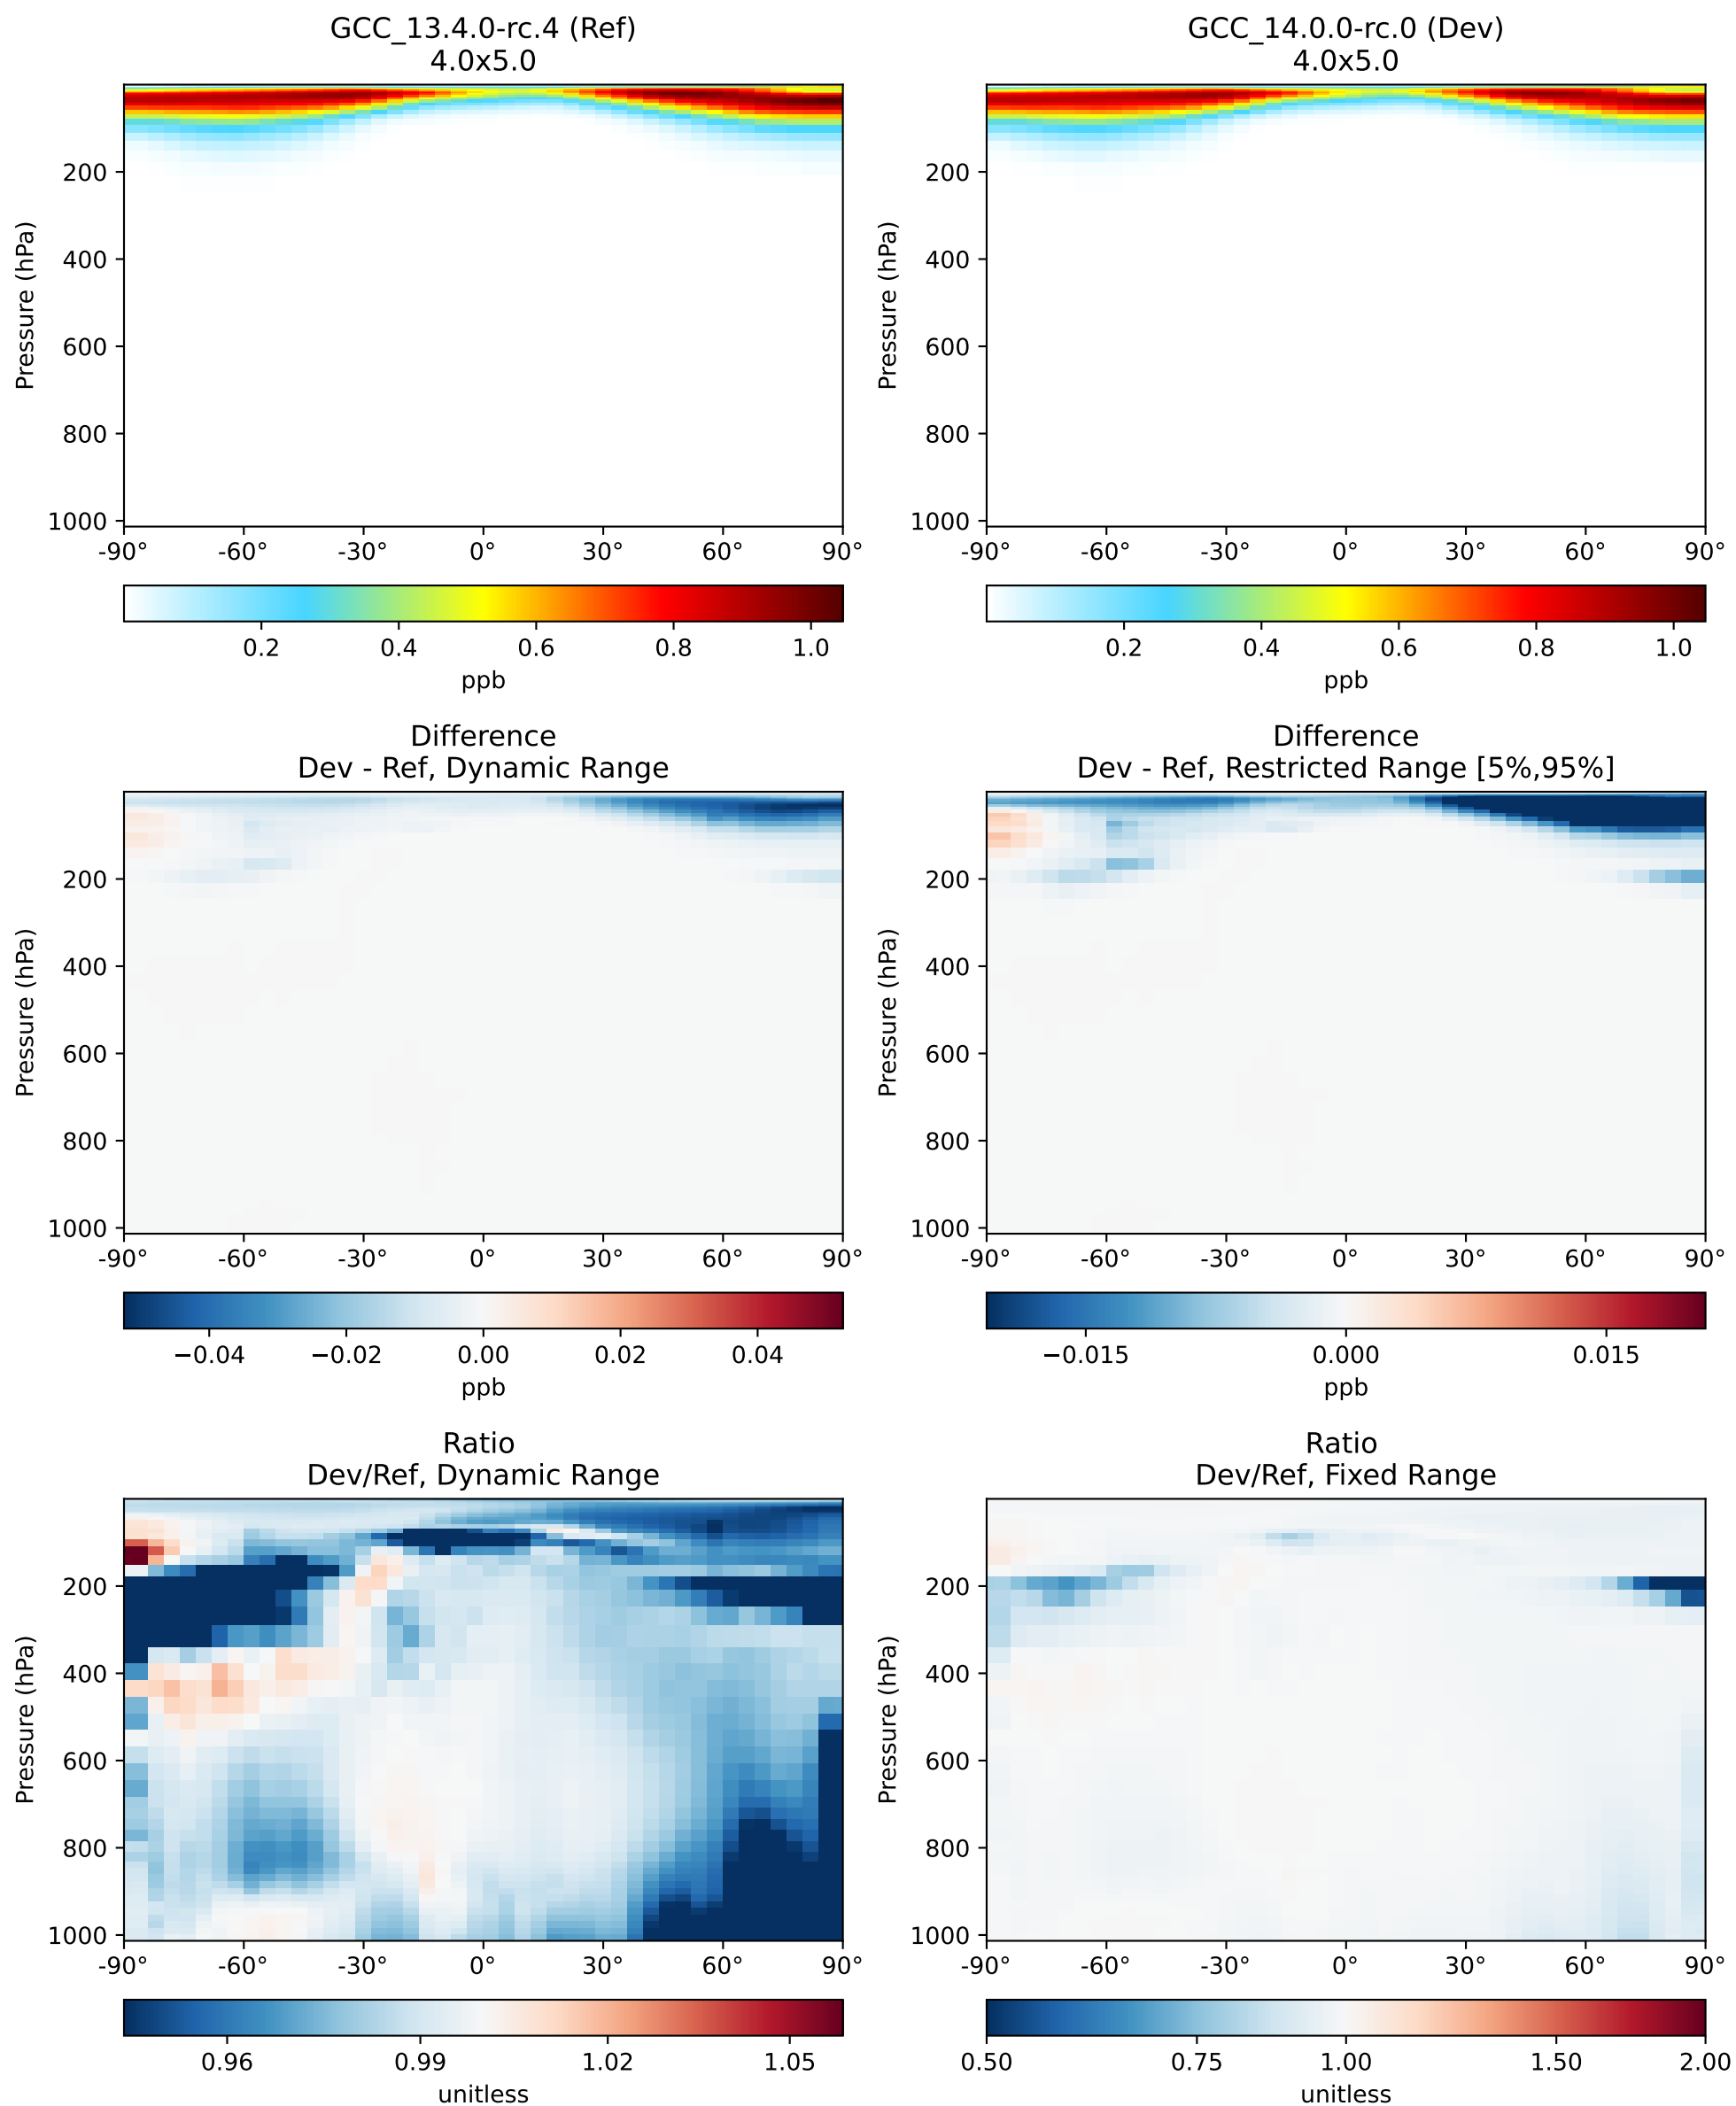 GCC_13.4.0-rc.4 (Ref)
4.0x5.0
Pressure (hPa)
200
400
600
800
1000
-90° -60° -30° 0° 30° 60° 90°
0.2 0.4 0.6 0.8 1.0
ppb
GCC_14.0.0-rc.0 (Dev)
4.0x5.0
Pressure (hPa)
200
400
600
800
1000
-90° -60° -30° 0° 30° 60° 90°
0.2 0.4 0.6 0.8 1.0
ppb
Difference
Dev - Ref, Dynamic Range
Pressure (hPa)
200
400
600
800
1000
-90° -60° -30° 0° 30° 60° 90°
−0.04 −0.02 0.00 0.02 0.04
ppb
Difference
Dev - Ref, Restricted Range [5%,95%]
Pressure (hPa)
200
400
600
800
1000
-90° -60° -30° 0° 30° 60° 90°
−0.015 0.000 0.015
ppb
Ratio
Dev/Ref, Dynamic Range
Pressure (hPa)
200
400
600
800
1000
-90° -60° -30° 0° 30° 60° 90°
0.96 0.99 1.02 1.05
unitless
Ratio
Dev/Ref, Fixed Range
Pressure (hPa)
200
400
600
800
1000
-90° -60° -30° 0° 30° 60° 90°
0.50 0.75 1.00 1.50 2.00
unitless